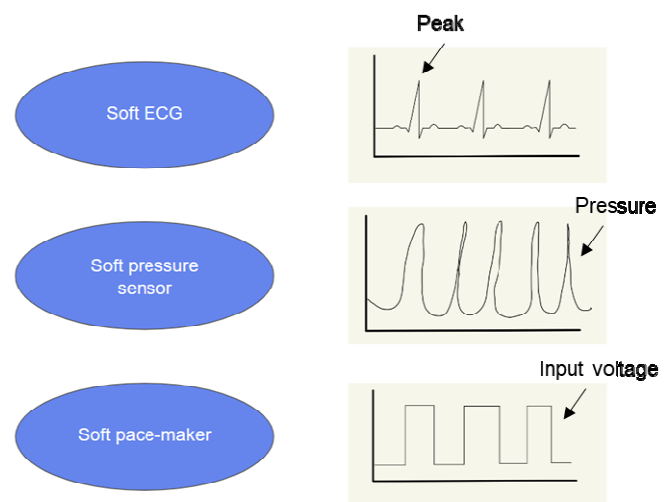 Peak
Soft ECG
Pressure
Soft pressure
sensor
Input voltage
Soft pace-maker